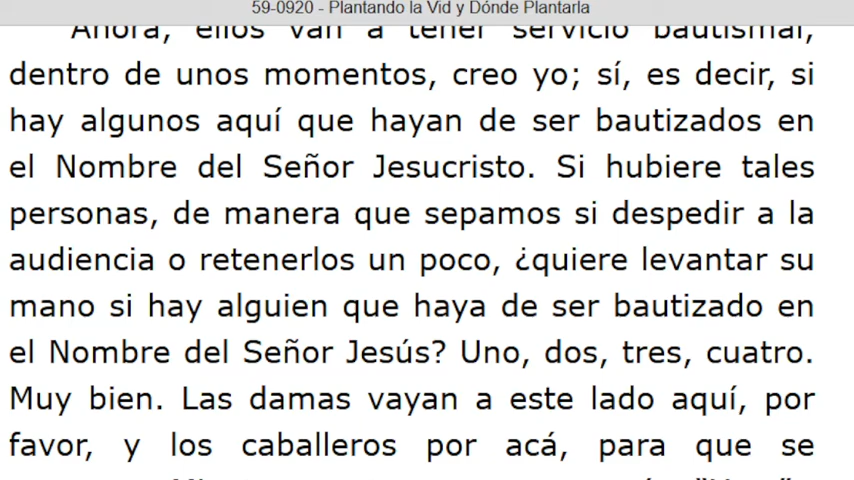 59-0920 - Plantando la Vid y Dónde Plantarla
Ahora, ellos van a tener servicio bautismal,
dentro de unos momentos, creo yo; sí, es decir, si
hay algunos aquí que hayan de ser bautizados en
el Nombre del Señor Jesucristo. Si hubiere tales
personas, de manera que sepamos si despedir a la
audiencia o retenerlos un poco, ¿quiere levantar su
mano si hay alguien que haya de ser bautizado en
el Nombre del Señor Jesús? Uno, dos, tres, cuatro.
Muy bien. Las damas vayan a este lado aquí, por
favor, y los caballeros por acá, para que se